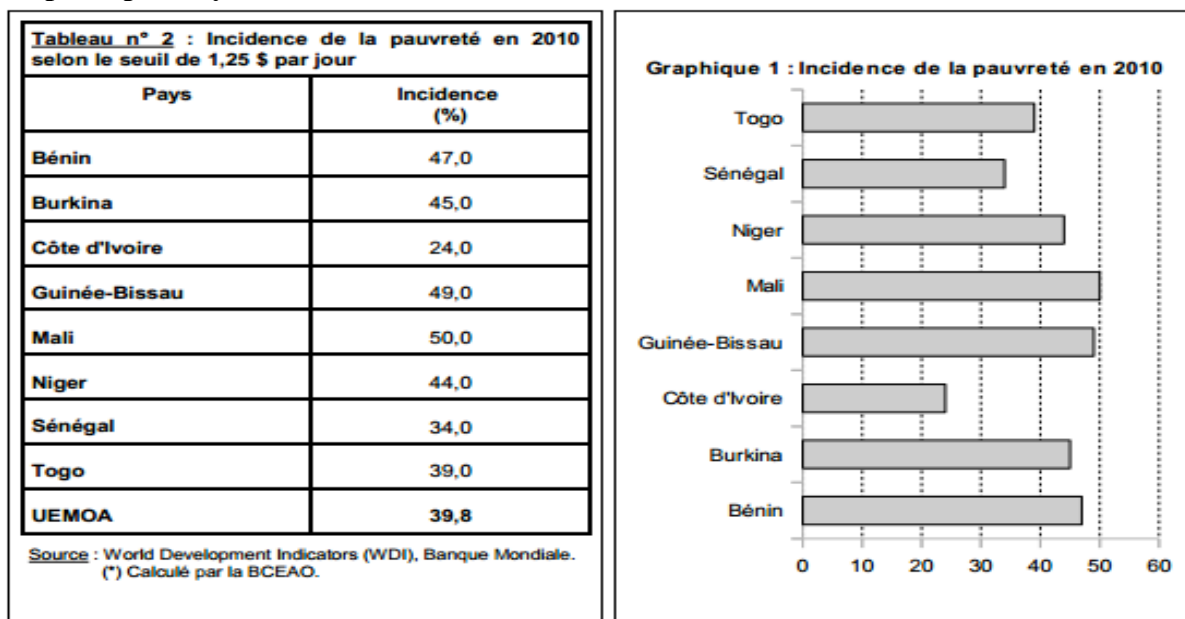 Tableau n° 2 : Incidence de la pauvreté en 2010
selon le seuil de 1,25 $ par jour
Pays Incidence
(%)
Bénin 47,0
Burkina 45,0
Côte d'Ivoire 24,0
Guinée-Bissau 49,0
Mali 50,0
Niger 44,0
Sénégal 34,0
Togo 39,0
UEMOA 39,8
Source : World Development Indicators (WDI), Banque Mondiale.
(*) Calculé par la BCEAO.
Graphique 1 : Incidence de la pauvreté en 2010
Togo
Sénégal
Niger
Mali
Guinée-Bissau
Côte d'Ivoire
Burkina
Bénin
0 10 20 30 40 50 60